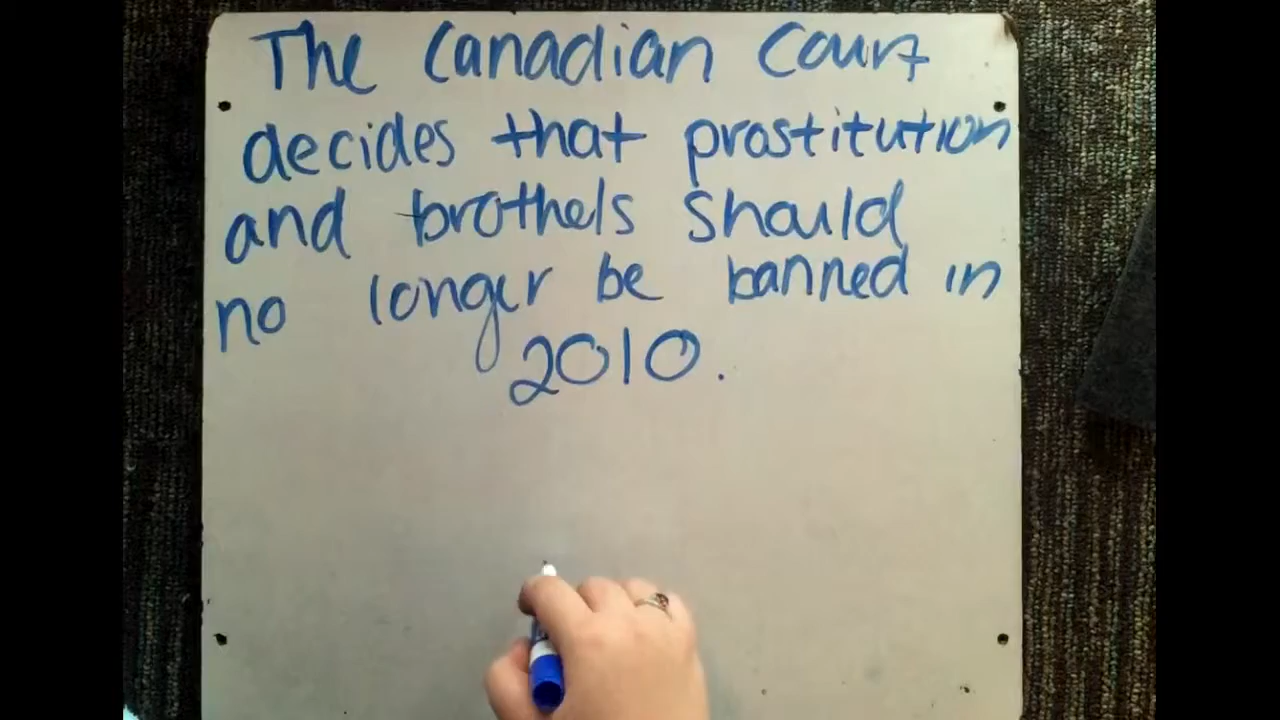 The Canadian Court
decides that prostitution
and brothels should
no longer be banned in
2010.